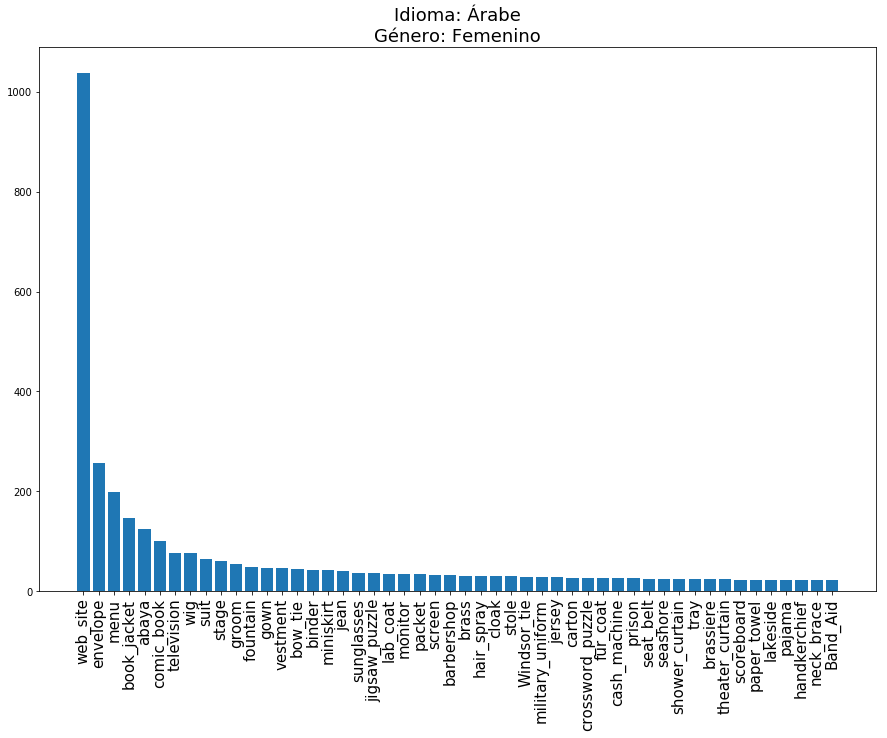 Idioma: Árabe
Género: Femenino
1000
800
600
400
200
0
web_site
envelope
menu
book_jacket
abaya
comic_book
television
wig
suit
stage
groom
fountain
gown
vestment
bow_tie
binder
miniskirt
jean
sunglasses
jigsaw_puzzle
lab_coat
monitor
packet
screen
barbershop
brass
hair_spray
cloak
stole
Windsor_tie
military_uniform
jersey
carton
crossword_puzzle
fur_coat
cash_machine
prison
seat_belt
seashore
shower_curtain
tray
brassiere
theater_curtain
scoreboard
paper_towel
lakeside
pajama
handkerchief
neck_brace
Band_Aid